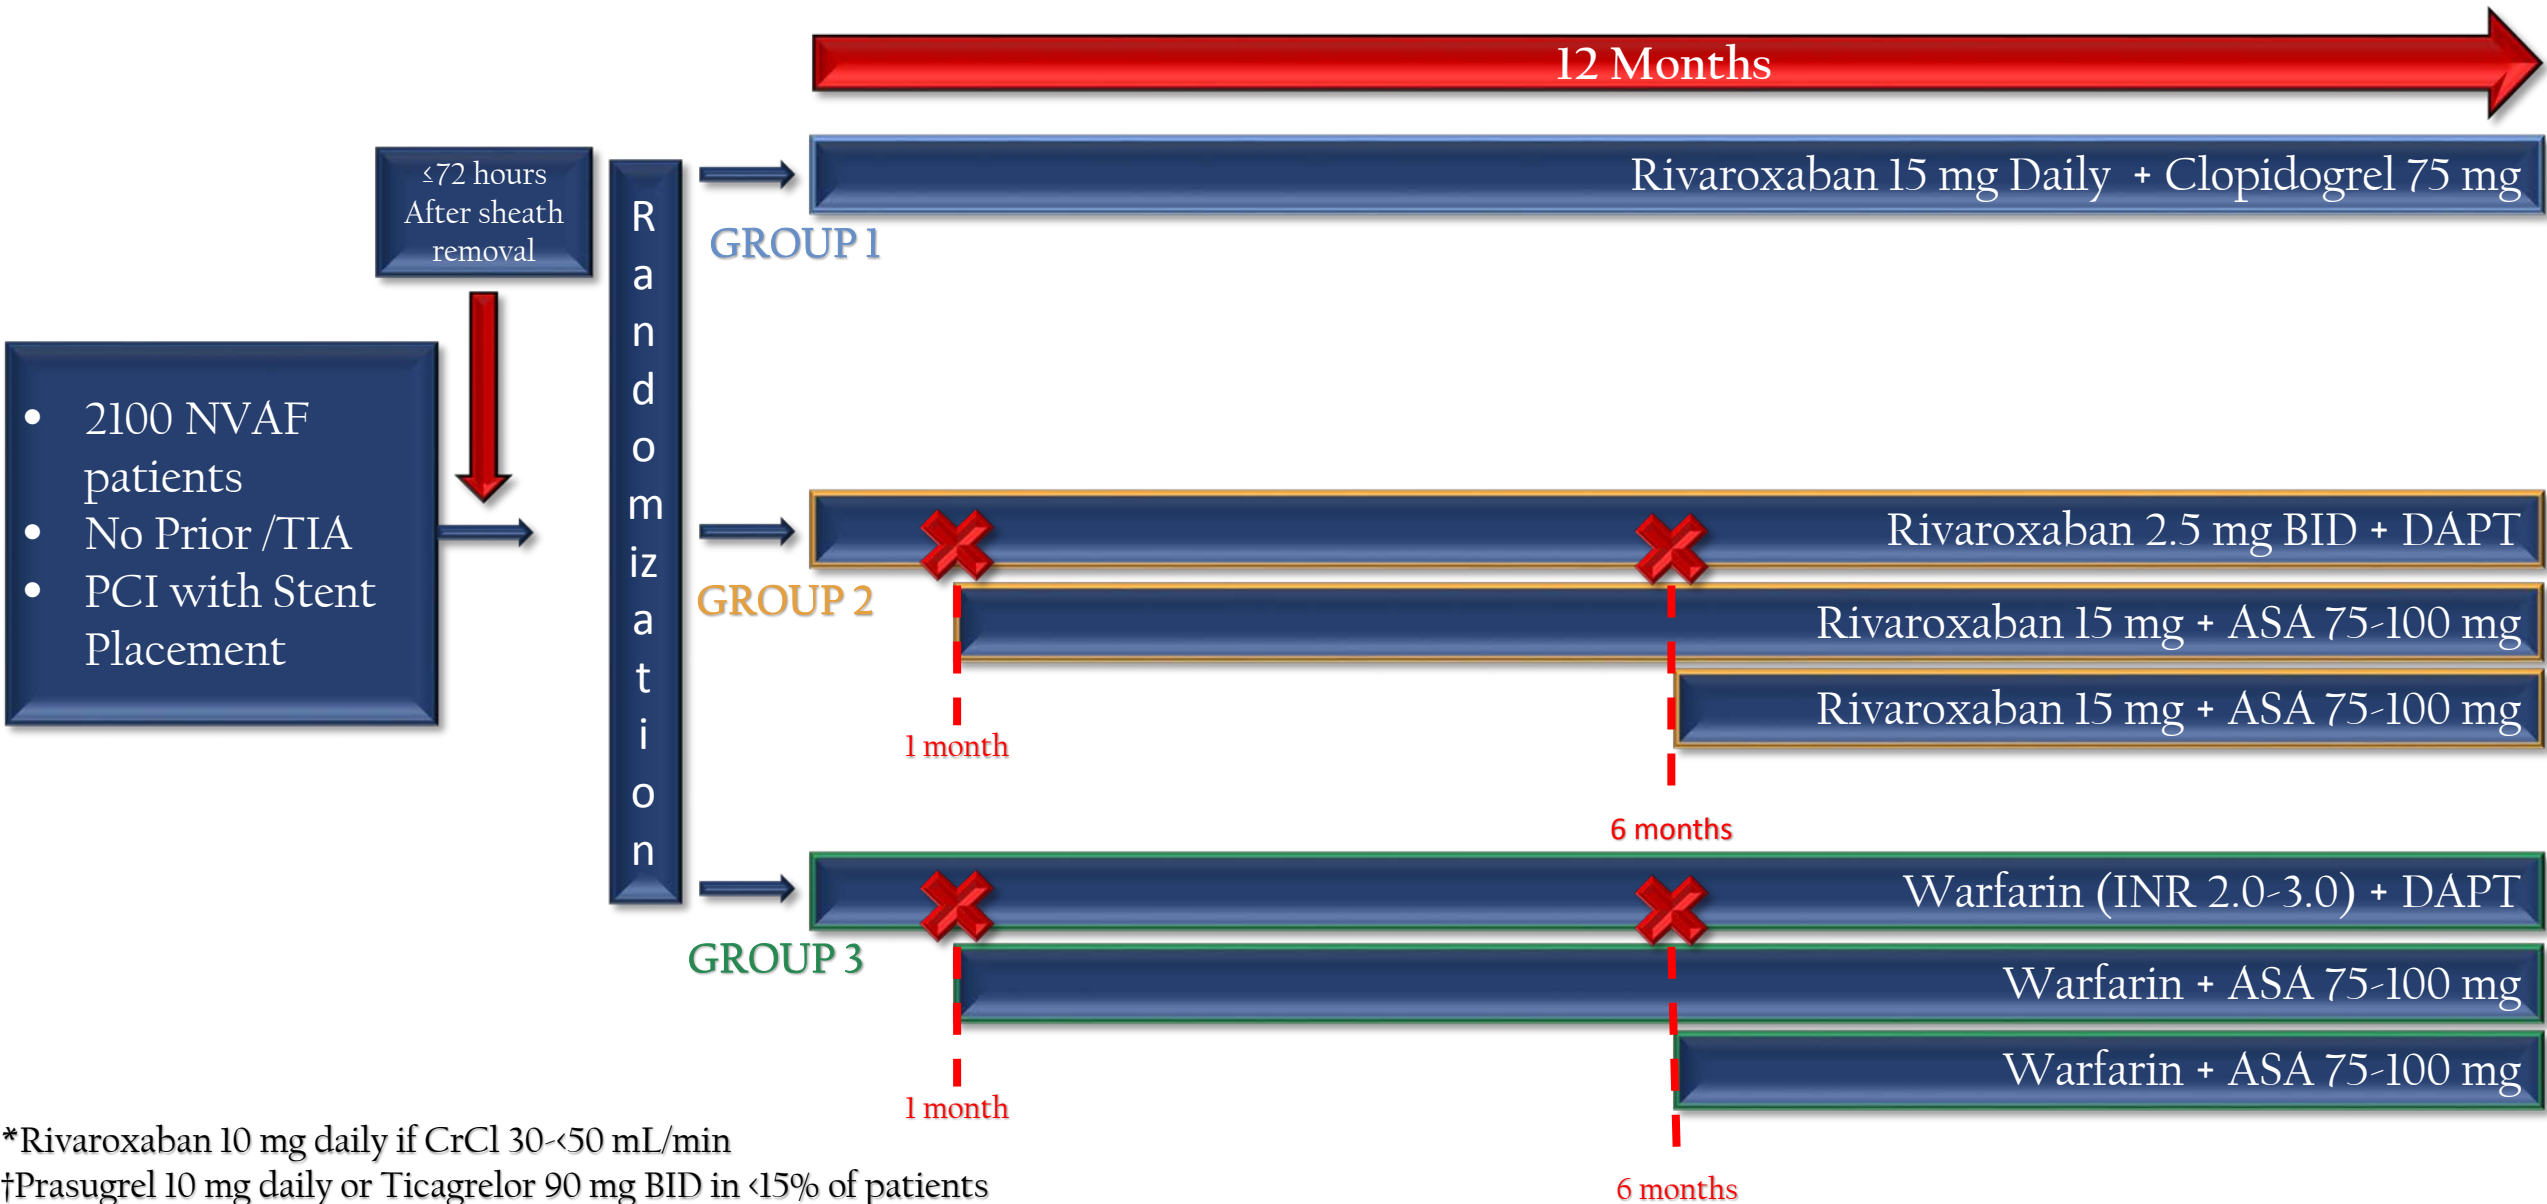 12 Months
≤72 hours
After sheath
removal
Randomization
Rivaroxaban 15 mg Daily + Clopidogrel 75 mg
GROUP 1
• 2100 NVAF
patients
• No Prior /TIA
• PCI with Stent
Placement
Rivaroxaban 2.5 mg BID + DAPT
GROUP 2
Rivaroxaban 15 mg + ASA 75-100 mg
Rivaroxaban 15 mg + ASA 75-100 mg
1 month
6 months
Warfarin (INR 2.0-3.0) + DAPT
GROUP 3
Warfarin + ASA 75-100 mg
Warfarin + ASA 75-100 mg
1 month
6 months
*Rivaroxaban 10 mg daily if CrCl 30-<50 mL/min
†Prasugrel 10 mg daily or Ticagrelor 90 mg BID in <15% of patients